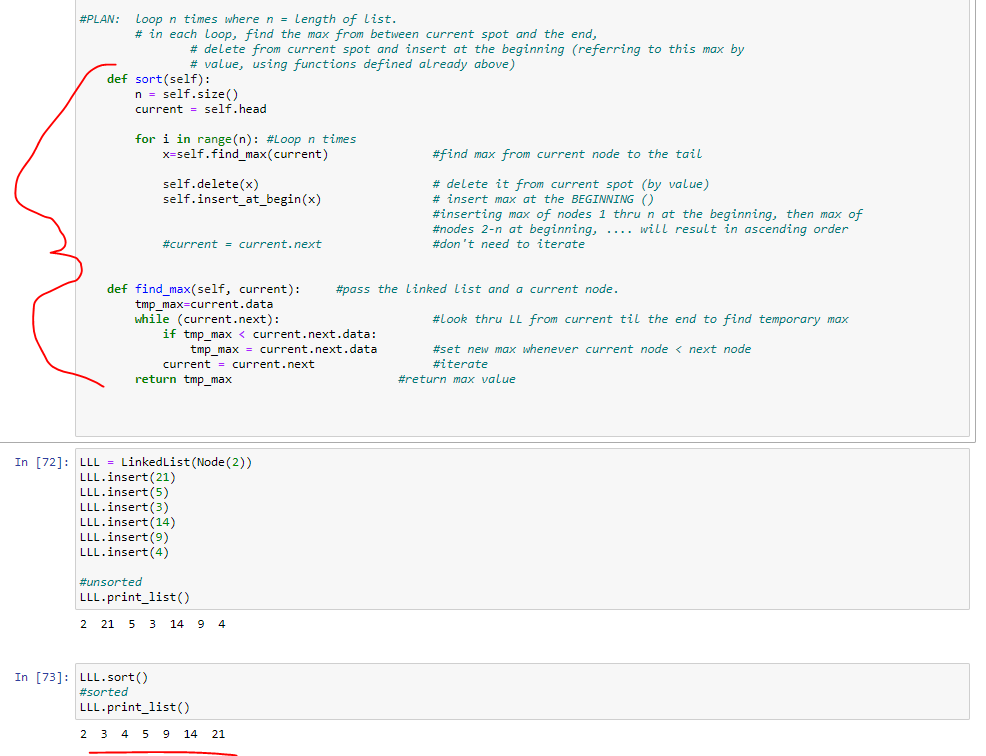 #PLAN:  loop n times where n = length of list.
# in each loop, find the max from between current spot and the end,
# delete from current spot and insert at the beginning (referring to this max by
# value, using functions defined already above)
def sort(self):
n = self.size()
current = self.head
for i in range(n): #Loop n times
x=self.find_max(current) #find max from current node to the tail
self.delete(x) # delete it from current spot (by value)
self.insert_at_begin(x) # insert max at the BEGINNING ()
#inserting max of nodes 1 thru n at the beginning, then max of
#nodes 2-n at beginning, .... will result in ascending order
#current = current.next #don't need to iterate
def find_max(self, current): #pass the linked list and a current node.
tmp_max=current.data
while (current.next): #look thru LL from current til the end to find temporary max
if tmp_max < current.next.data:
tmp_max = current.next.data #set new max whenever current node < next node
current = current.next #iterate
return tmp_max #return max value
In [72]: LLL = LinkedList(Node(2))
LLL.insert(21)
LLL.insert(5)
LLL.insert(3)
LLL.insert(14)
LLL.insert(9)
LLL.insert(4)
#unsorted
LLL.print_list()
2 21 5 3 14 9 4
In [73]: LLL.sort()
#sorted
LLL.print_list()
2 3 4 5 9 14 21